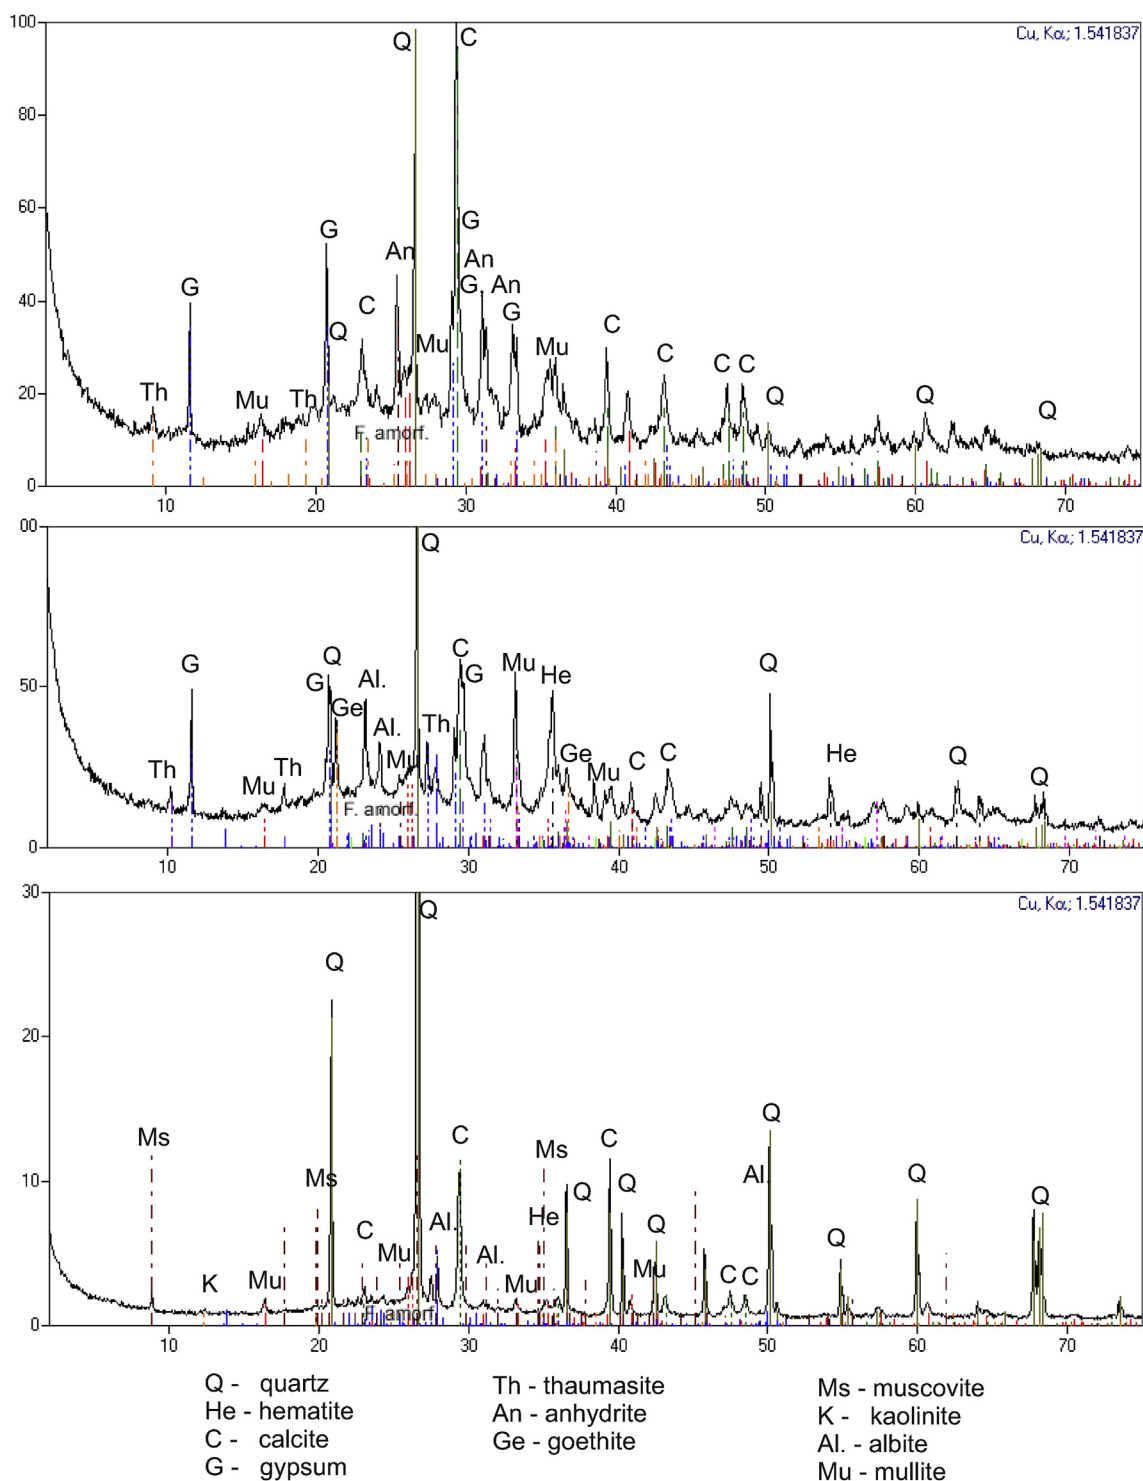 100
Cu, Kα; 1.541837
Q
C
80
60
G
G
An
An
40
G
G
C
An
G
Q
C
C
Mu
Mu
C
C
20
Th
Mu
Th
Q
Q
Q
F. amorf.
0
10
20
30
40
50
60
70
00
Cu, Kα; 1.541837
Q
G
Q
G
Al.
C
G
Mu
He
Q
50
Ge
Al.
Th
Th
Mu
Th
Mu
Ge
Mu
C
C
He
Q
Q
F. amorf.
0
10
20
30
40
50
60
70
30
Cu, Kα; 1.541837
Q
Q
20
Ms
Ms
C
Ms
C
Q
Al.
Q
Q
10
He
Q
Q
Q
K
Mu
C
Mu
Al.
Al.
Mu
Mu
C
C
Q
F. amorf.
0
10
20
30
40
50
60
70
Q - quartz
He - hematite
C - calcite
G - gypsum
Th - thaumasite
An - anhydrite
Ge - goethite
Ms - muscovite
K - kaolinite
Al. - albite
Mu - mullite